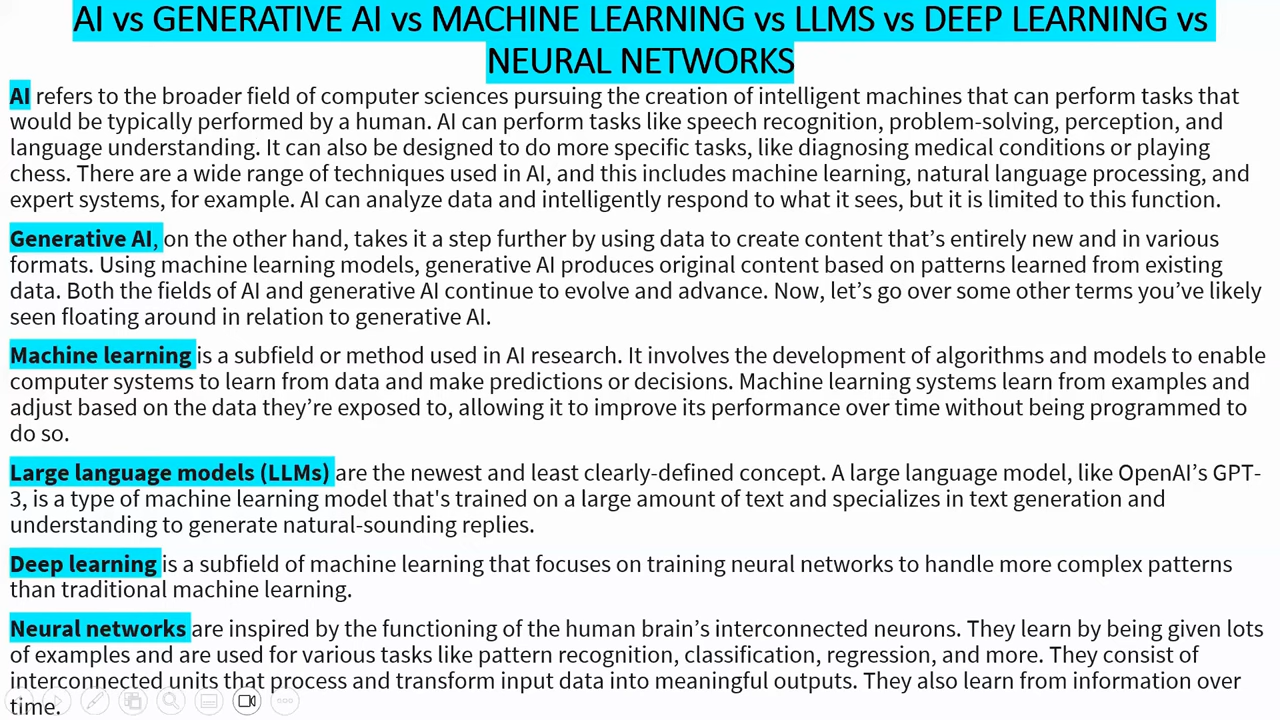 AI vs GENERATIVE AI vs MACHINE LEARNING vs LLMS vs DEEP LEARNING vs
NEURAL NETWORKS
AI refers to the broader field of computer sciences pursuing the creation of intelligent machines that can perform tasks that
would be typically performed by a human. AI can perform tasks like speech recognition, problem-solving, perception, and
language understanding. It can also be designed to do more specific tasks, like diagnosing medical conditions or playing
chess. There are a wide range of techniques used in AI, and this includes machine learning, natural language processing, and
expert systems, for example. AI can analyze data and intelligently respond to what it sees, but it is limited to this function.
Generative AI, on the other hand, takes it a step further by using data to create content that’s entirely new and in various
formats. Using machine learning models, generative AI produces original content based on patterns learned from existing
data. Both the fields of AI and generative AI continue to evolve and advance. Now, let’s go over some other terms you’ve likely
seen floating around in relation to generative AI.
Machine learning is a subfield or method used in AI research. It involves the development of algorithms and models to enable
computer systems to learn from data and make predictions or decisions. Machine learning systems learn from examples and
adjust based on the data they’re exposed to, allowing it to improve its performance over time without being programmed to
do so.
Large language models (LLMs) are the newest and least clearly-defined concept. A large language model, like OpenAI’s GPT-
3, is a type of machine learning model that's trained on a large amount of text and specializes in text generation and
understanding to generate natural-sounding replies.
Deep learning is a subfield of machine learning that focuses on training neural networks to handle more complex patterns
than traditional machine learning.
Neural networks are inspired by the functioning of the human brain’s interconnected neurons. They learn by being given lots
of examples and are used for various tasks like pattern recognition, classification, regression, and more. They consist of
interconnected units that process and transform input data into meaningful outputs. They also learn from information over
time.